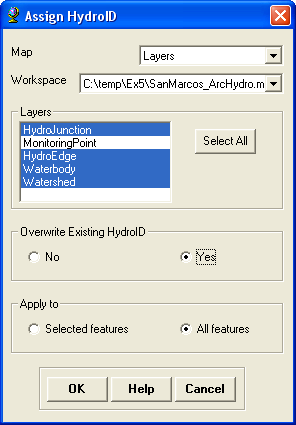 Assign HydroID
Map
Layers
Workspace
C:\temp\Ex5\SanMarcos_ArcHydro.m
Layers
HydroJunction
MonitoringPoint
HydroEdge
Waterbody
Watershed
Select All
Overwrite Existing HydroID
No
Yes
Apply to
Selected features
All features
OK
Help
Cancel